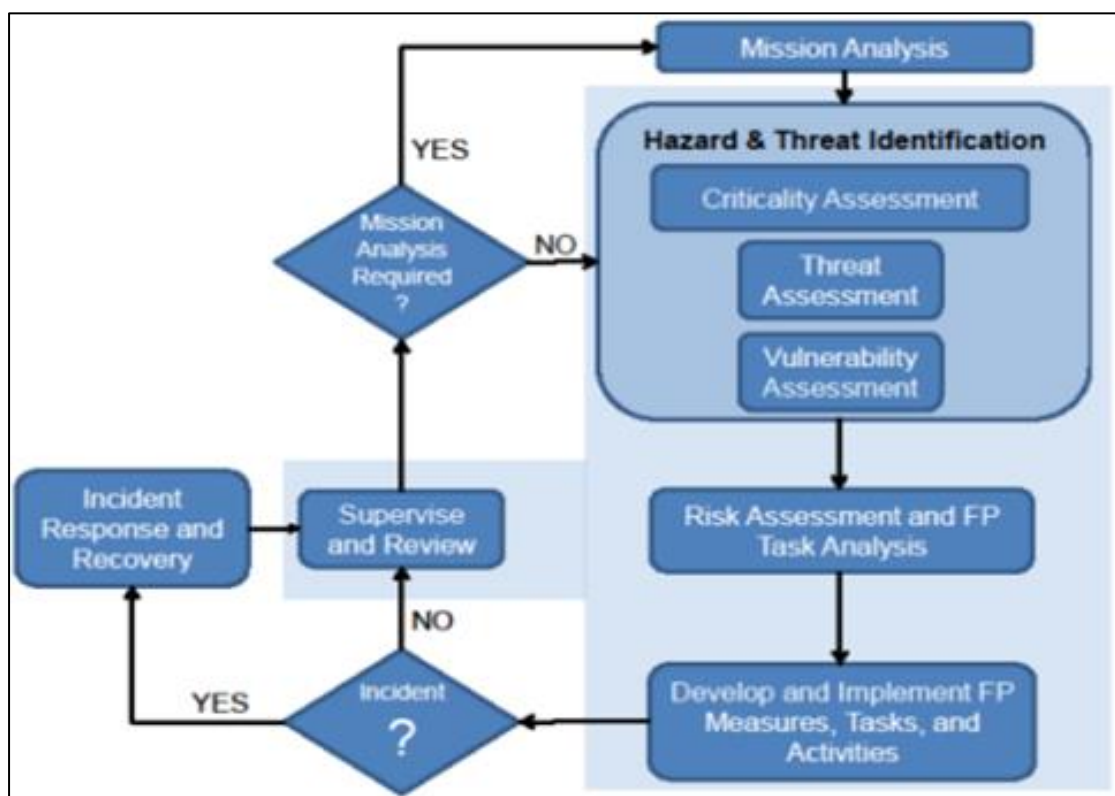 Mission Analysis
Hazard & Threat Identification
Criticality Assessment
Threat
Assessment
Vulnerability
Assessment
Risk Assessment and FP
Task Analysis
Develop and Implement FP
Measures, Tasks, and
Activities
Incident
?
YES
NO
Incident
Response and
Recovery
Supervise
and Review
Mission
Analysis
Required
?
YES
NO